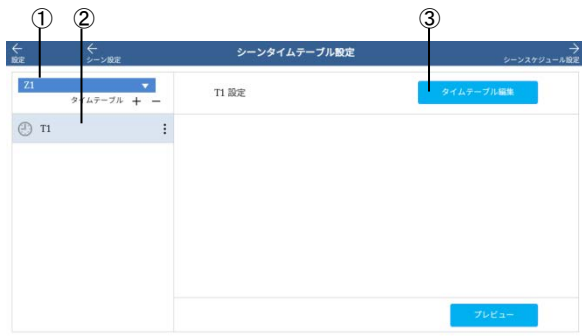 ① ② ③
← ← シーンタイムテーブル設定 →
設定 シーン設定 シーンスケジュール設定
Z1 ▼
タイムテーブル + −
T1 設定 タイムテーブル編集
T1
プレビュー